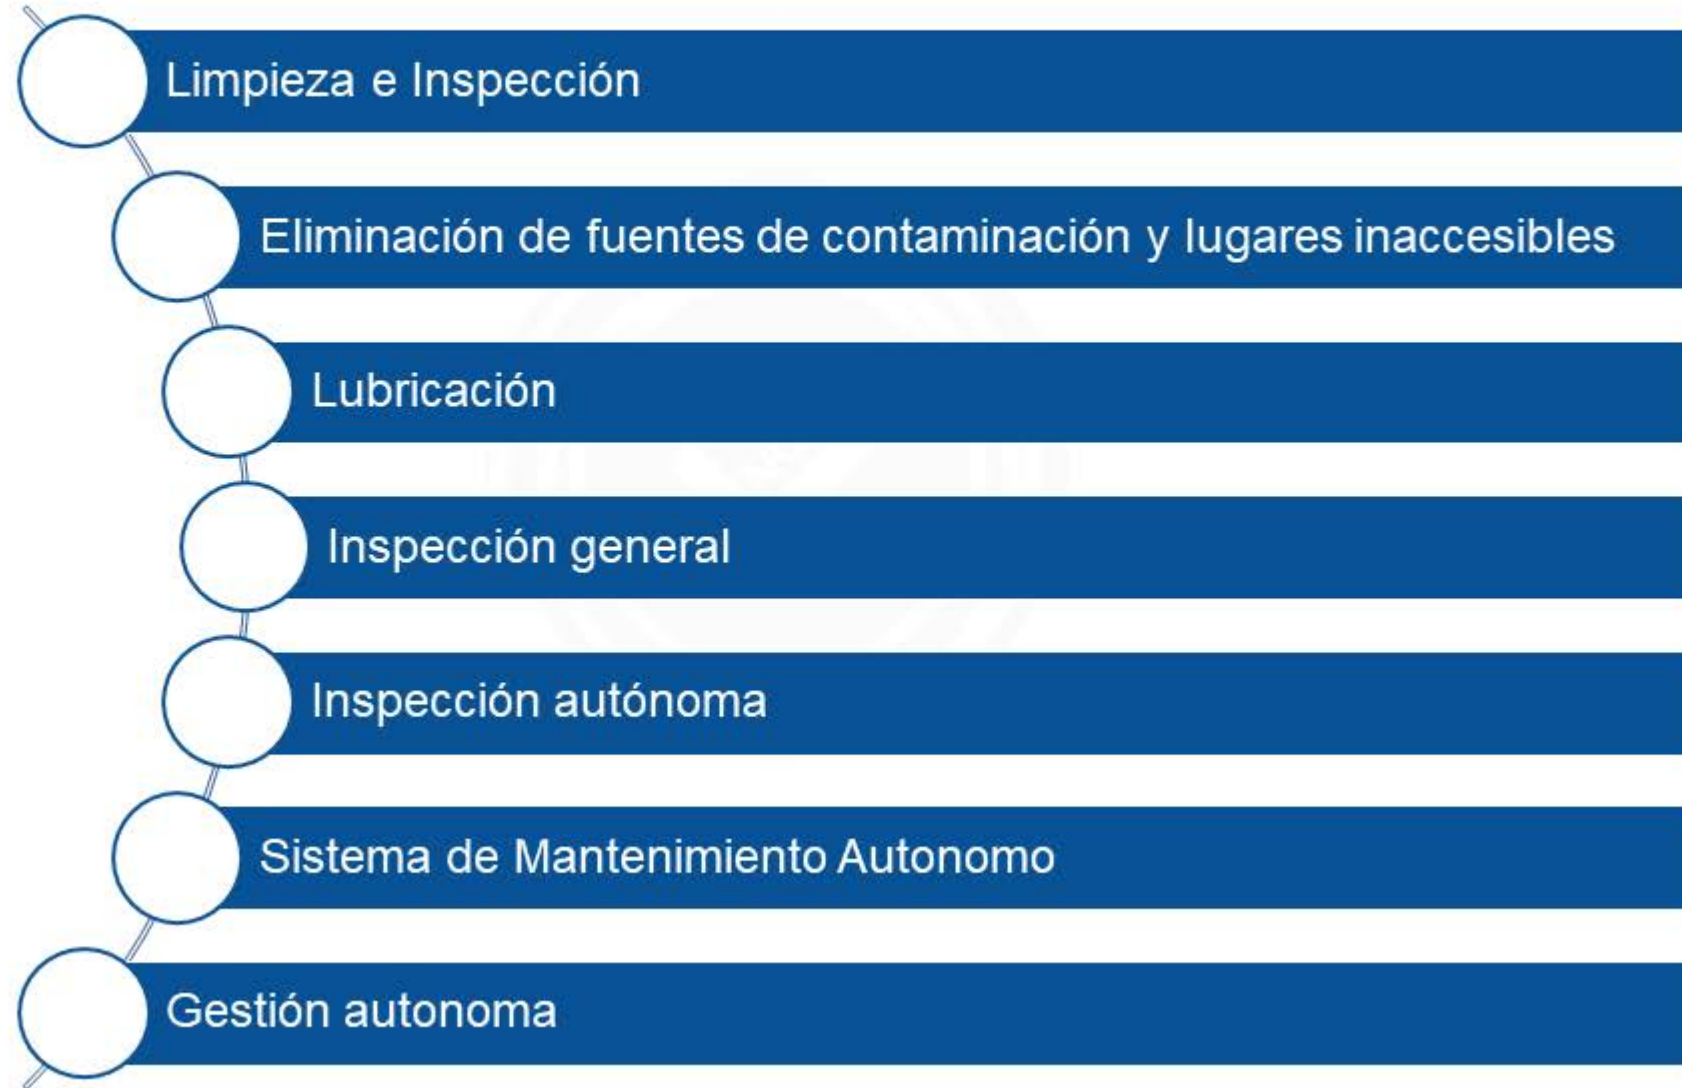 Limpieza e Inspección
Eliminación de fuentes de contaminación y lugares inaccesibles
Lubricación
Inspección general
Inspección autónoma
Sistema de Mantenimiento Autonomo
Gestión autonoma